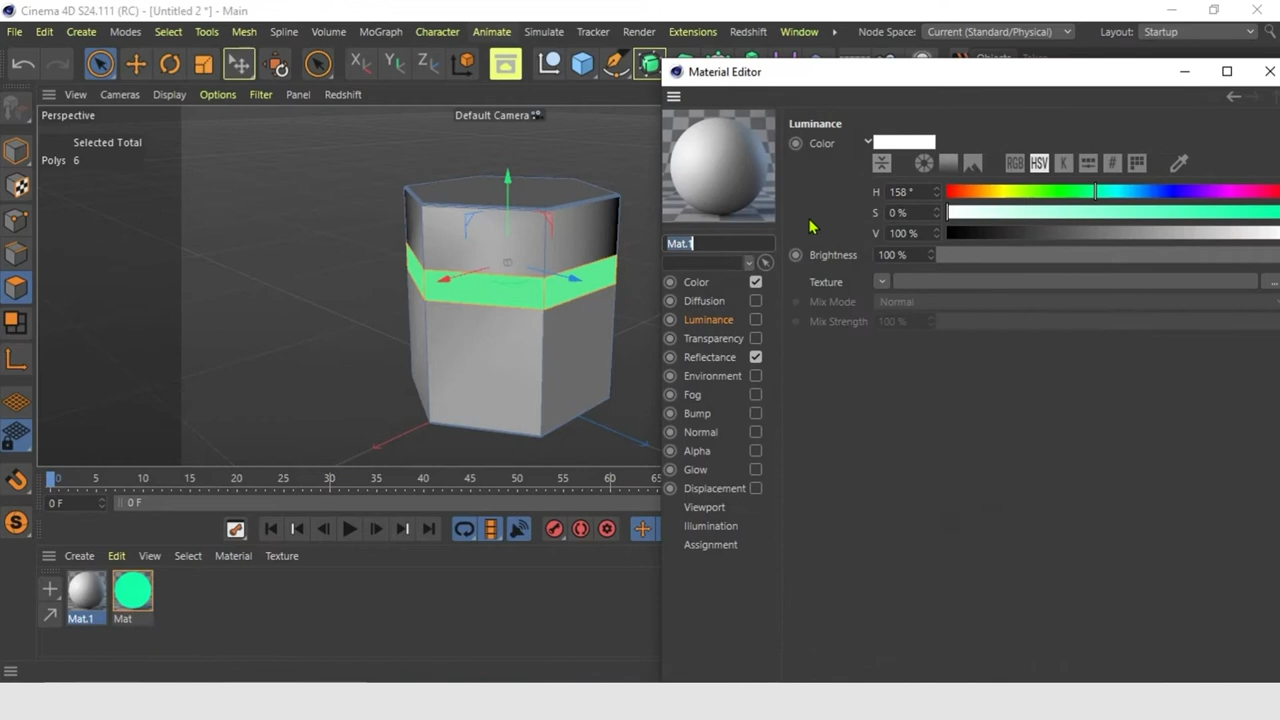 Cinema 4D S24.111 (RC) - [Untitled 2 *] - Main
File Edit Create Modes Select Tools Mesh Spline Volume MoGraph Character Animate Simulate Tracker Render Extensions Redshift Window Node Space: Current (Standard/Physical) Layout: Startup
View Cameras Display Options Filter Panel Redshift
Perspective
Default Camera
Selected Total
Polys 6
Material Editor
Luminance
Color
RGB HSV K #
H 158 °
S 0 %
V 100 %
Brightness 100 %
Texture ...
Mix Mode Normal
Mix Strength 100 %
Mat.1
Color
Diffusion
Luminance
Transparency
Reflectance
Environment
Fog
Bump
Normal
Alpha
Glow
Displacement
Viewport
Illumination
Assignment
0 5 10 15 20 25 30 35 40 45 50 55 60
0 F 0 F
Create Edit View Select Material Texture
Mat.1 Mat